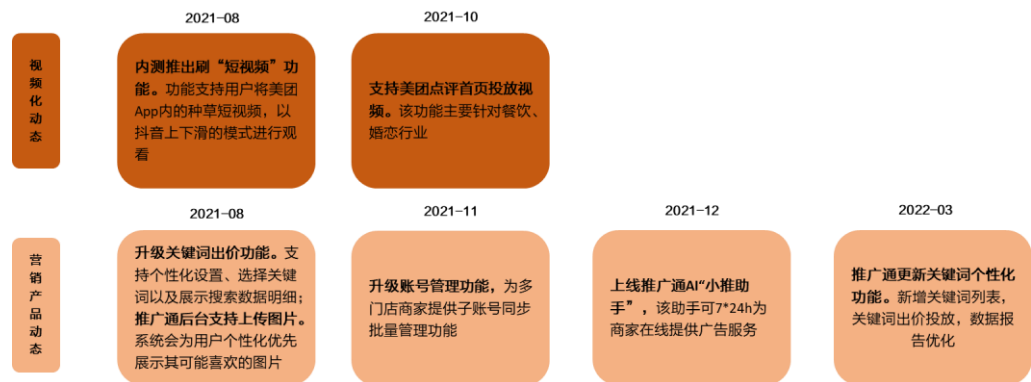 2021-08
2021-10
视频化动态
内测推出刷“短视频”功
能。功能支持用户将美团
App内的种草短视频，以
抖音上下滑的模式进行观
看
支持美团点评首页投放视
频。该功能主要针对餐饮、
婚恋行业
2021-08
2021-11
2021-12
2022-03
营销产品动态
升级关键词出价功能。支
持个性化设置、选择关键
词以及展示搜索数据明细；
推广通后台支持上传图片。
系统会为用户个性化优先
展示其可能喜欢的图片
升级账号管理功能，为多
门店商家提供子账号同步
批量管理功能
上线推广通AI“小推助
手”，该助手可7*24h为
商家在线提供广告服务
推广通更新关键词个性化
功能。新增关键词列表，
关键词出价投放，数据报
告优化